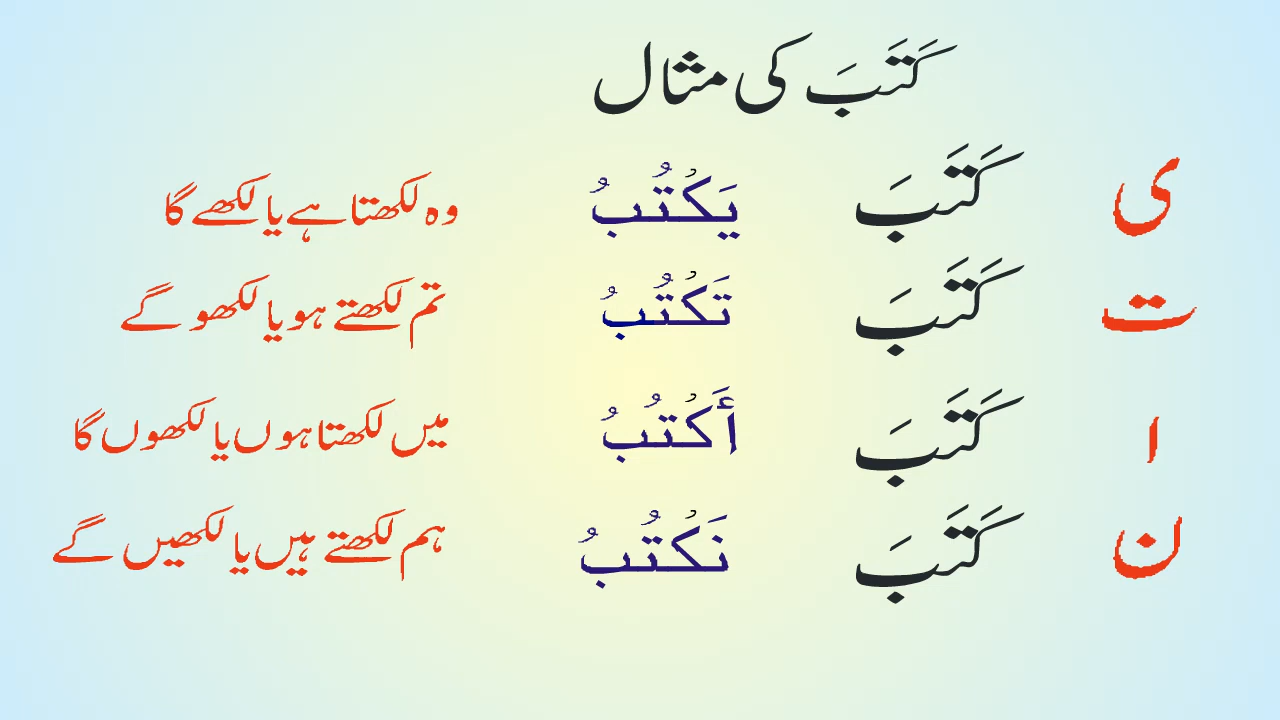 کَتَبَ کی مثال
ی کَتَبَ یَکْتُبُ وہ لکھتا ہے یا لکھے گا
ت کَتَبَ تَکْتُبُ تم لکھتے ہو یا لکھو گے
ا کَتَبَ أَکْتُبُ میں لکھتا ہوں یا لکھوں گا
ن کَتَبَ نَکْتُبُ ہم لکھتے ہیں یا لکھیں گے